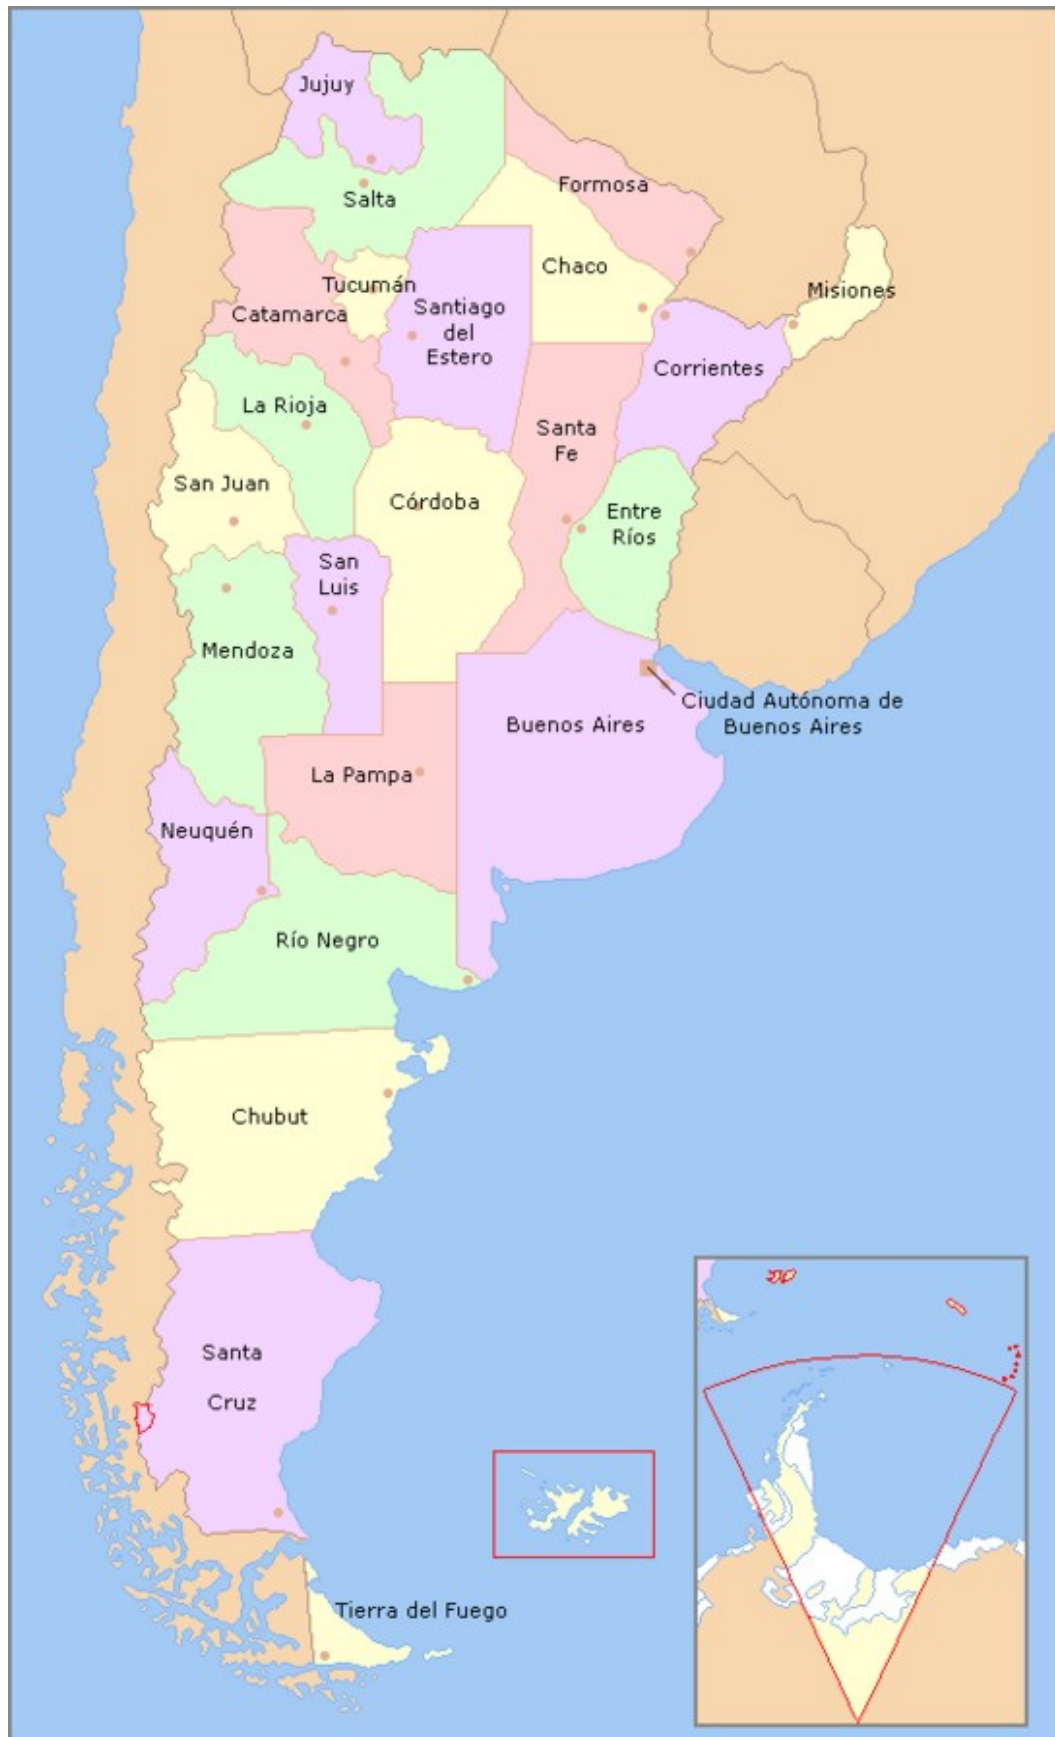 Jujuy
Formosa
Salta
Chaco
Tucumán
Misiones
Catamarca
Santiago
del
Estero
Corrientes
La Rioja
Santa
Fe
San Juan
Córdoba
Entre
Ríos
San
Luis
Mendoza
Ciudad Autónoma de
Buenos Aires
Buenos Aires
La Pampa
Neuquén
Río Negro
Chubut
Santa
Cruz
Tierra del Fuego